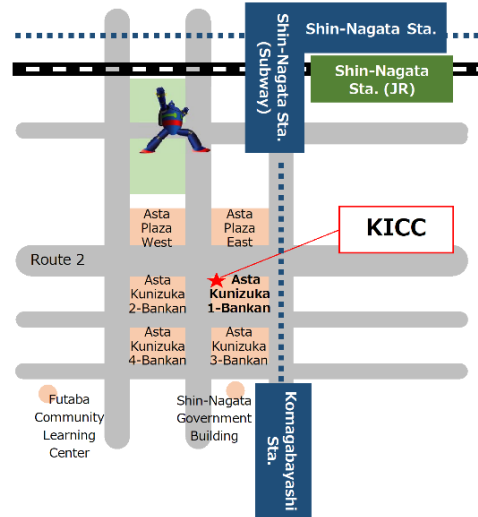 Shin-Nagata Sta.
Shin-Nagata Sta.
(Subway)
Shin-Nagata
Sta. (JR)
Asta
Plaza
West
Asta
Plaza
East
KICC
Route 2
Asta
Kunizuka
2-Bankan
Asta
Kunizuka
1-Bankan
Asta
Kunizuka
4-Bankan
Asta
Kunizuka
3-Bankan
Futaba
Community
Learning
Center
Shin-Nagata
Government
Building
Komagabayashi
Sta.